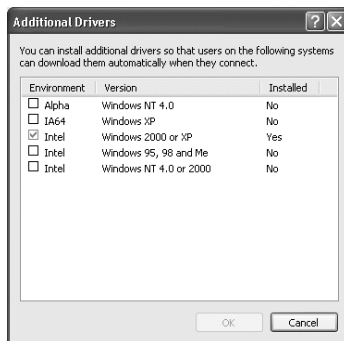 Additional Drivers
You can install additional drivers so that users on the following systems
can download them automatically when they connect.
Environment Version Installed
Alpha Windows NT 4.0 No
IA64 Windows XP No
Intel Windows 2000 or XP Yes
Intel Windows 95, 98 and Me No
Intel Windows NT 4.0 or 2000 No
OK Cancel